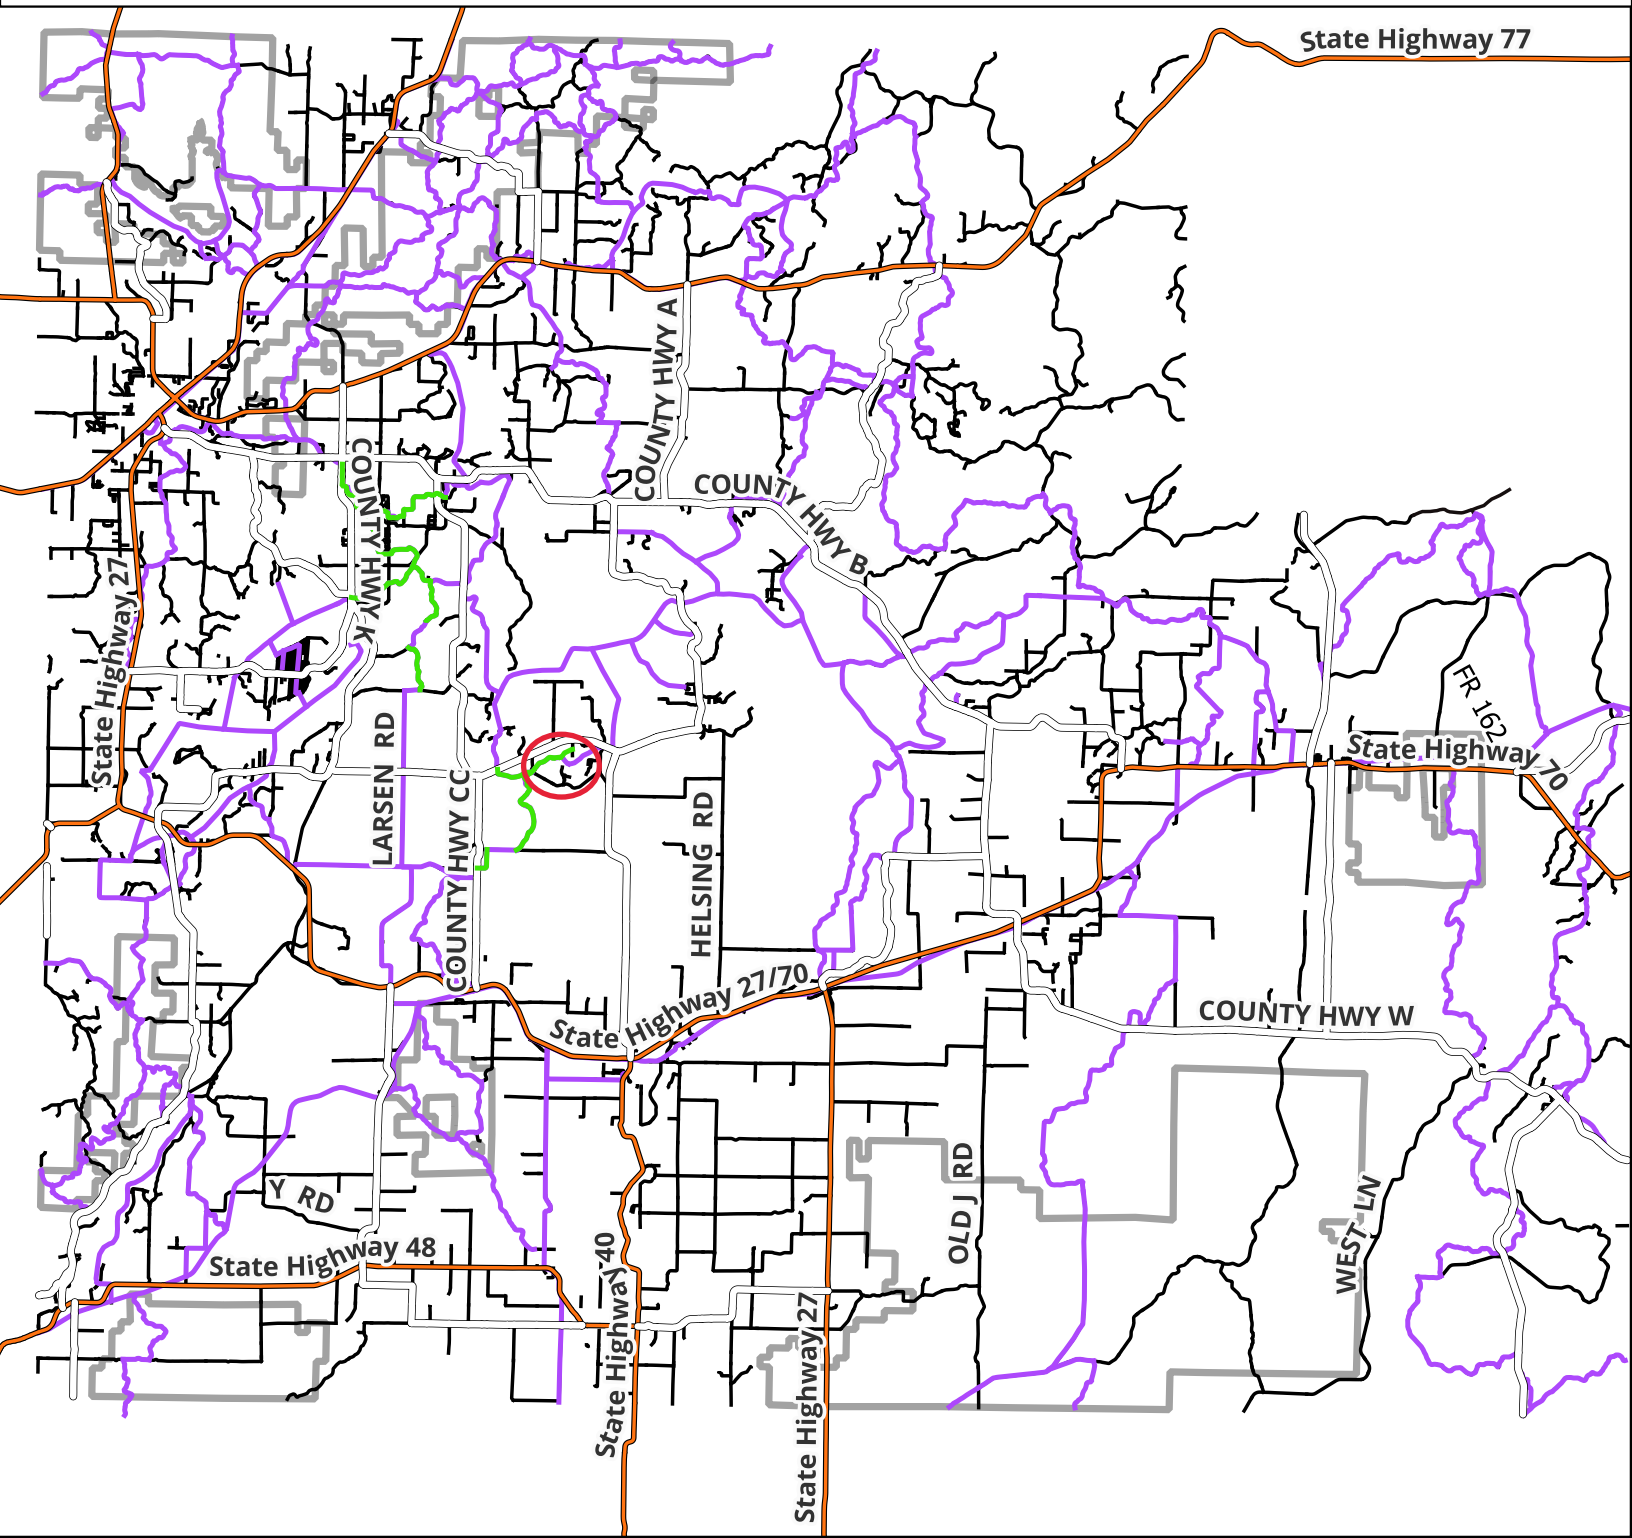 State Highway 77
COUNTY HWY A
COUNTY HWY K
COUNTY HWY B
State Highway 27
FR 162
State Highway 70
LARSEN RD
COUNTY HWY CC
HELSING RD
State Highway 27/70
COUNTY HWY W
OLD J RD
WEST LN
Y RD
State Highway 48
State Highway 40
State Highway 27